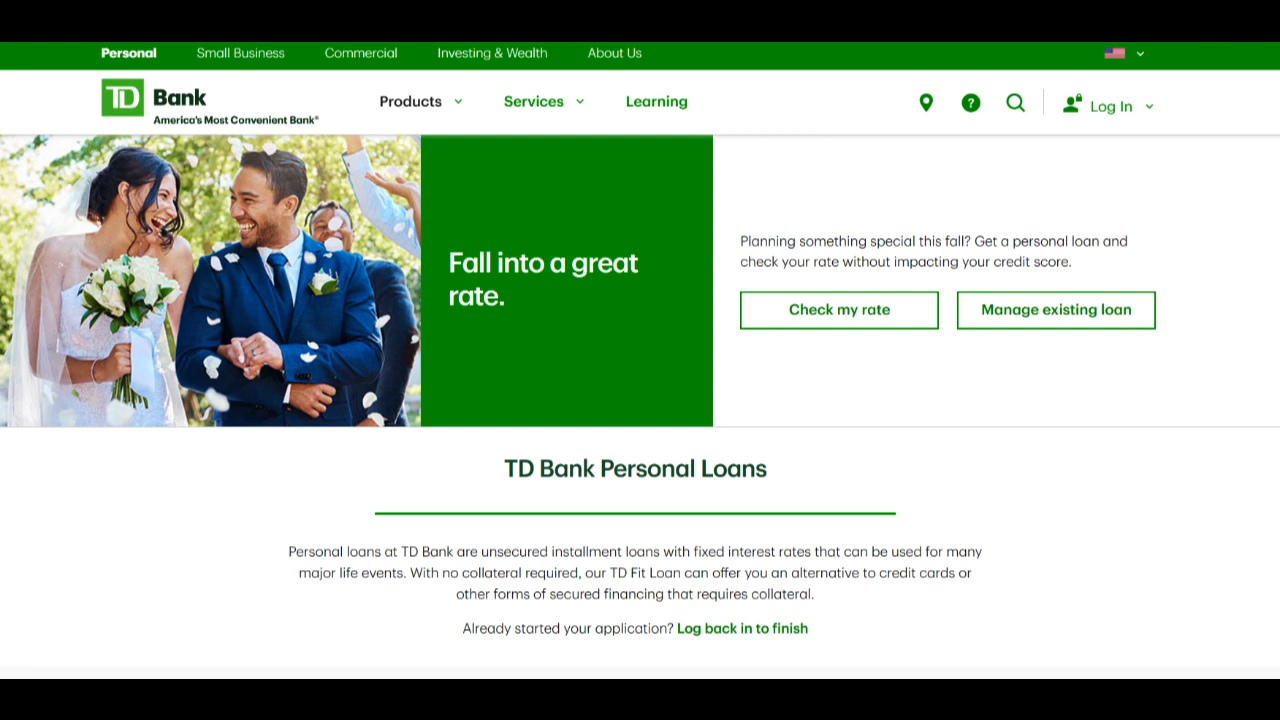 Personal Small Business Commercial Investing & Wealth About Us
TD Bank
America's Most Convenient Bank®
Products Services Learning
? Log In
Fall into a great
rate.
Planning something special this fall? Get a personal loan and
check your rate without impacting your credit score.
Check my rate Manage existing loan
TD Bank Personal Loans
Personal loans at TD Bank are unsecured installment loans with fixed interest rates that can be used for many
major life events. With no collateral required, our TD Fit Loan can offer you an alternative to credit cards or
other forms of secured financing that requires collateral.
Already started your application? Log back in to finish